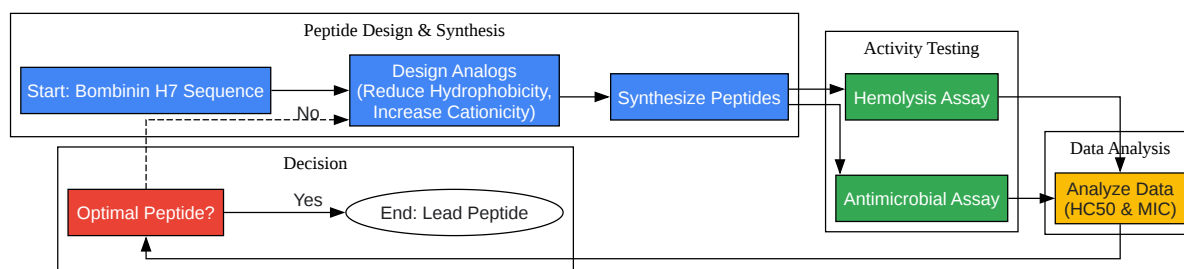 Peptide Design & Synthesis
Start: Bombinin H7 Sequence
Design Analogs
(Reduce Hydrophobicity,
Increase Cationicity)
Synthesize Peptides
No
Activity Testing
Hemolysis Assay
Antimicrobial Assay
Data Analysis
Analyze Data
(HC50 & MIC)
Decision
Optimal Peptide?
Yes
End: Lead Peptide